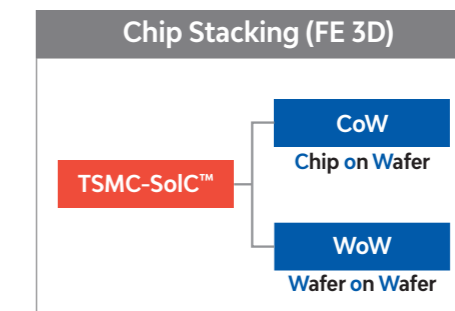 Chip Stacking (FE 3D)
CoW
Chip on Wafer
TSMC-SoIC™
WoW
Wafer on Wafer